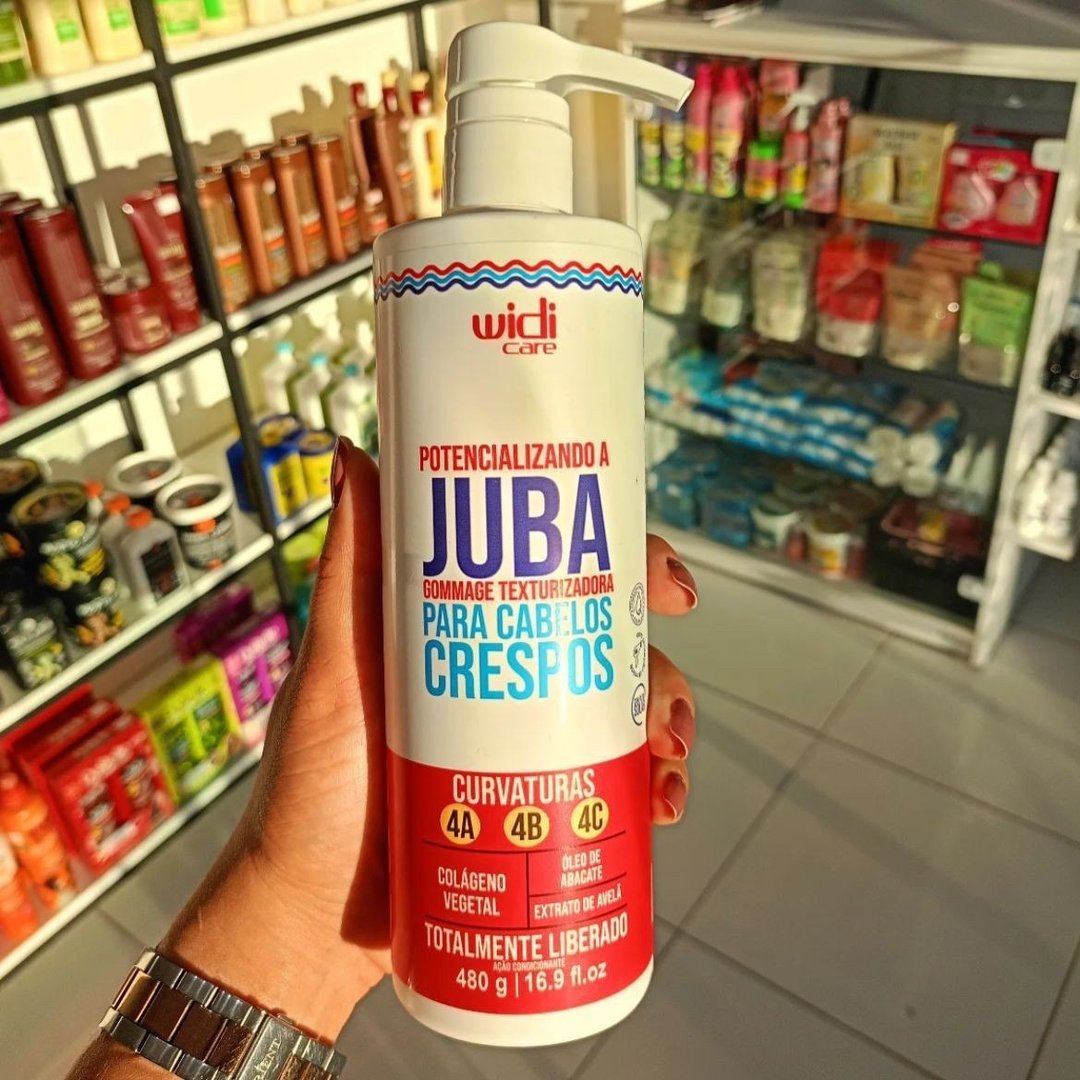 widi
care
POTENCIALIZANDO A
JUBA
GOMMAGE TEXTURIZADORA
PARA CABELOS
CRESPOS
CURVATURAS
4A 4B 4C
COLÁGENO
VEGETAL
ÓLEO DE
ABACATE
EXTRATO DE AVELÃ
TOTALMENTE LIBERADO
AÇÃO CONDICIONANTE
480 g | 16.9 fl.oz